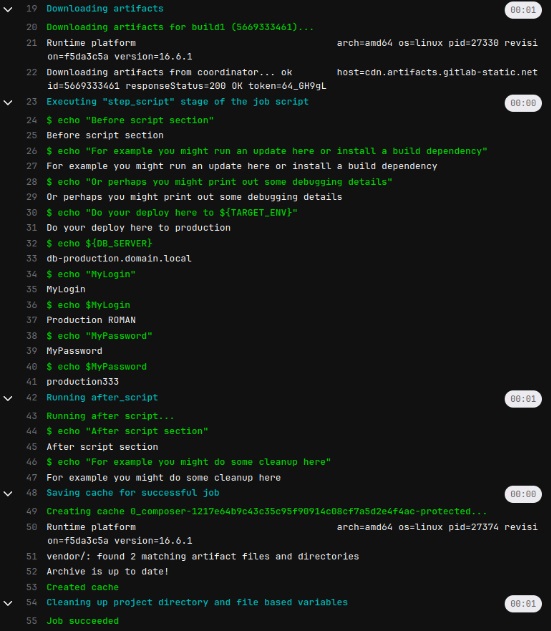 19 Downloading artifacts 00:01
20 Downloading artifacts for build1 (5669333461)...
21 Runtime platform arch=amd64 os=linux pid=27330 revisi
on=f5da3c5a version=16.6.1
22 Downloading artifacts from coordinator... ok host=cdn.artifacts.gitlab-static.net
id=5669333461 responseStatus=200 OK token=64_GH9gL
23 Executing "step_script" stage of the job script 00:00
24 $ echo "Before script section"
25 Before script section
26 $ echo "For example you might run an update here or install a build dependency"
27 For example you might run an update here or install a build dependency
28 $ echo "Or perhaps you might print out some debugging details"
29 Or perhaps you might print out some debugging details
30 $ echo "Do your deploy here to ${TARGET_ENV}"
31 Do your deploy here to production
32 $ echo ${DB_SERVER}
33 db-production.domain.local
34 $ echo "MyLogin"
35 MyLogin
36 $ echo $MyLogin
37 Production ROMAN
38 $ echo "MyPassword"
39 MyPassword
40 $ echo $MyPassword
41 production333
42 Running after_script 00:01
43 Running after script...
44 $ echo "After script section"
45 After script section
46 $ echo "For example you might do some cleanup here"
47 For example you might do some cleanup here
48 Saving cache for successful job 00:00
49 Creating cache 0_composer-1217e64b9c43c35c95f90914c08cf7a5d2e4f4ac-protected...
50 Runtime platform arch=amd64 os=linux pid=27374 revisi
on=f5da3c5a version=16.6.1
51 vendor/: found 2 matching artifact files and directories
52 Archive is up to date!
53 Created cache
54 Cleaning up project directory and file based variables 00:01
55 Job succeeded